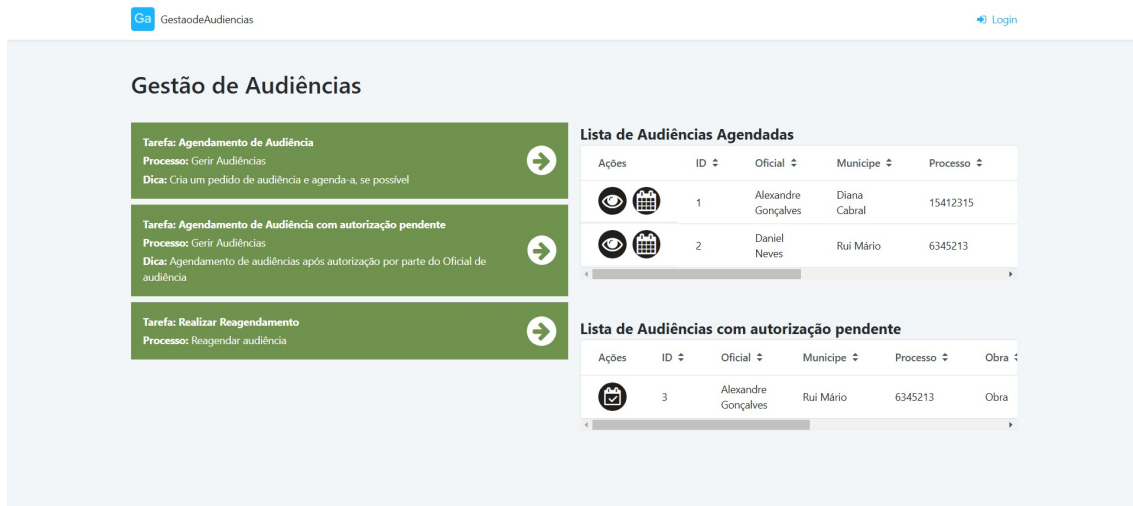 Ga GestaodeAudiencias
Login
Gestão de Audiências
Tarefa: Agendamento de Audiência
Processo: Gerir Audiências
Dica: Cria um pedido de audiência e agenda-a, se possível
Tarefa: Agendamento de Audiência com autorização pendente
Processo: Gerir Audiências
Dica: Agendamento de audiências após autorização por parte do Oficial de
audiência
Tarefa: Realizar Reagendamento
Processo: Reagendar audiência
Lista de Audiências Agendadas
Ações ID Oficial Municipe Processo
1 Alexandre Gonçalves Diana Cabral 15412315
2 Daniel Neves Rui Mário 6345213
Lista de Audiências com autorização pendente
Ações ID Oficial Municipe Processo Obra
3 Alexandre Gonçalves Rui Mário 6345213 Obra